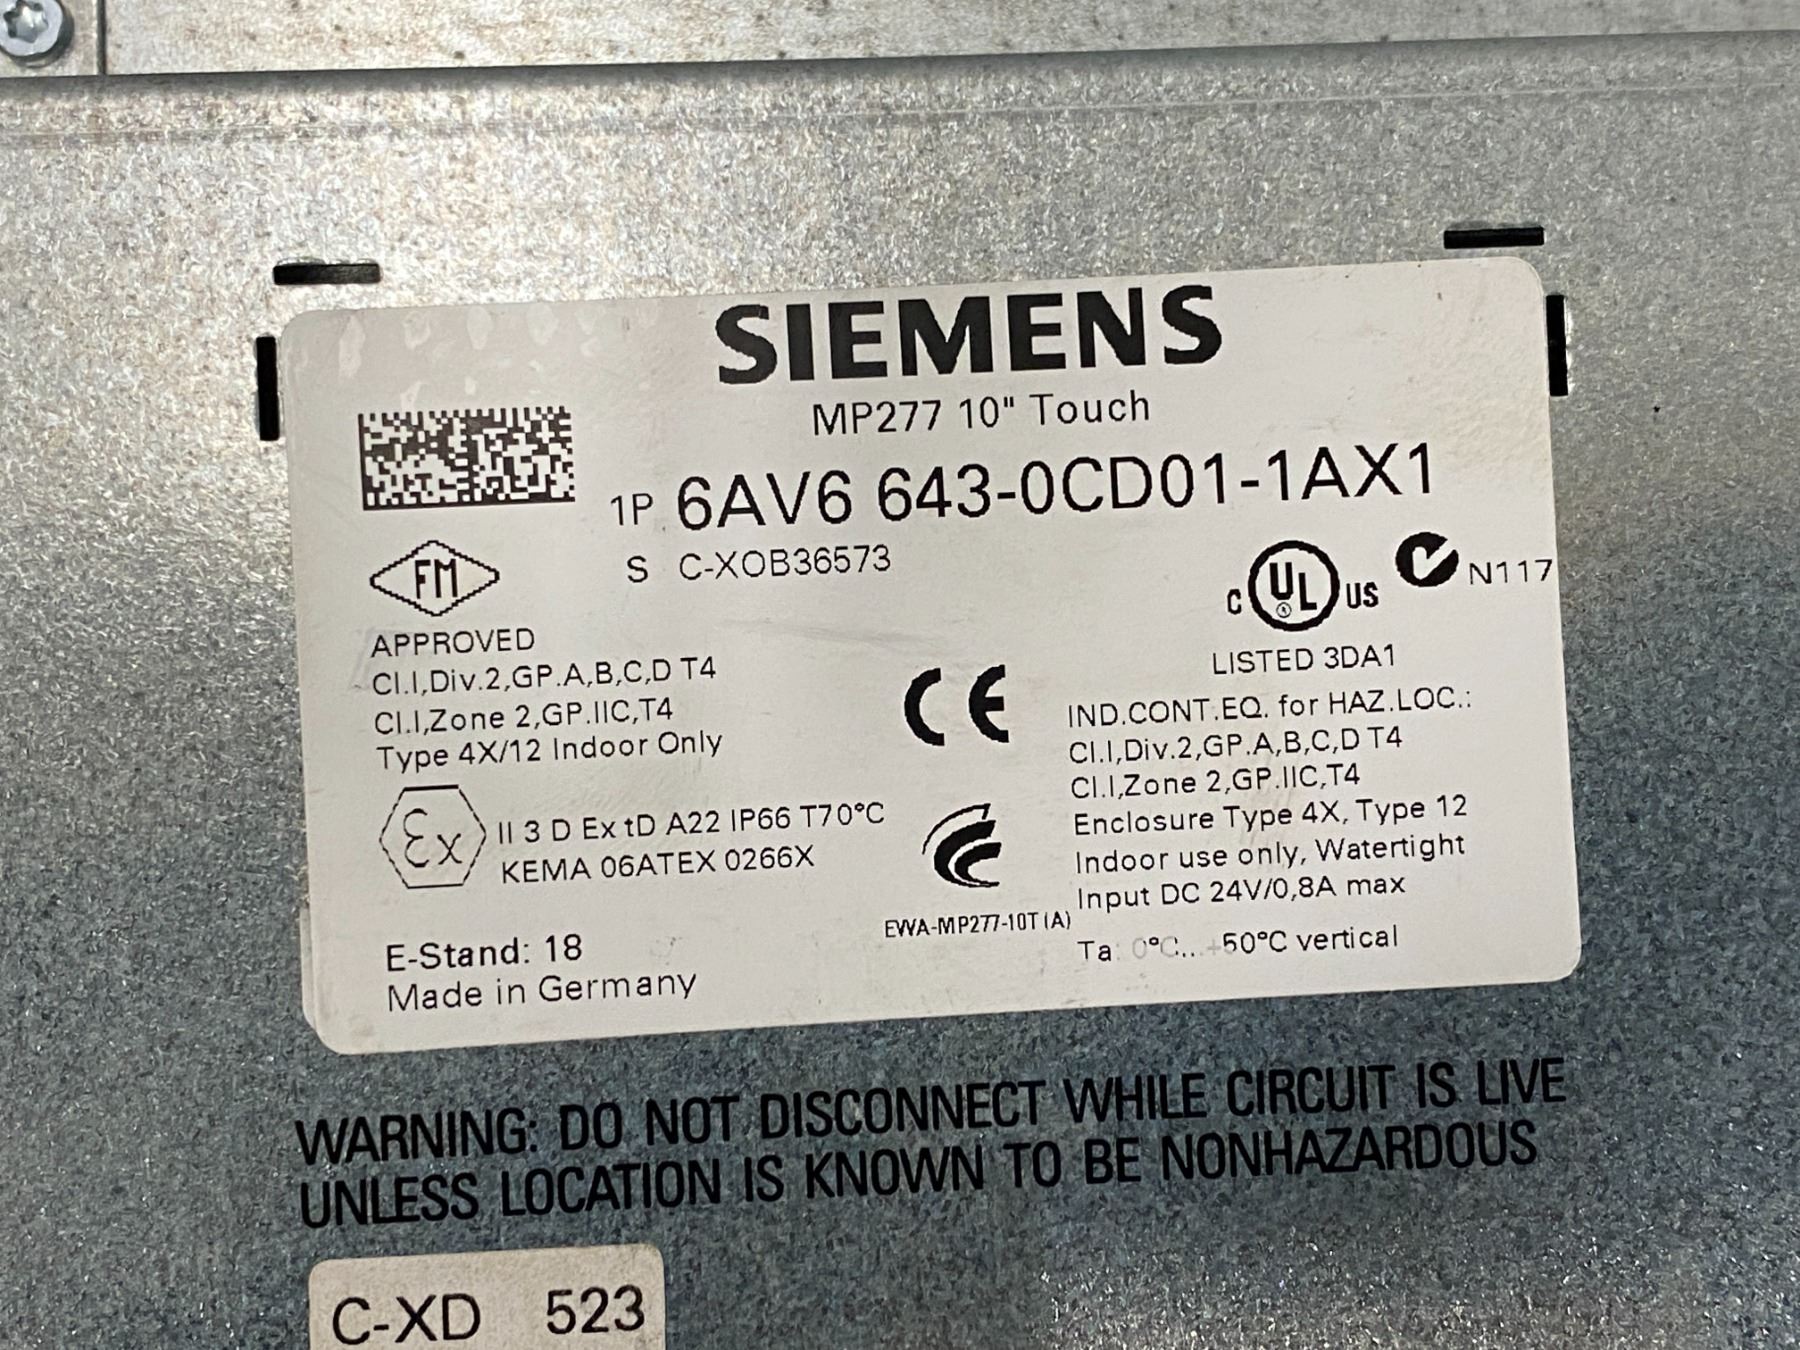 SIEMENS
MP277 10" Touch
1P 6AV6 643-0CD01-1AX1
S C-XOB36573
FM
APPROVED
Cl.I,Div.2,GP.A,B,C,D T4
Cl.I,Zone 2,GP.IIC,T4
Type 4X/12 Indoor Only
Ex II 3 D Ex tD A22 IP66 T70°C
KEMA 06ATEX 0266X
E-Stand: 18
Made in Germany
CE
EWA-MP277-10T (A)
C UL US N117
LISTED 3DA1
IND.CONT.EQ. for HAZ.LOC.:
Cl.I,Div.2,GP.A,B,C,D T4
Cl.I,Zone 2,GP.IIC,T4
Enclosure Type 4X, Type 12
Indoor use only, Watertight
Input DC 24V/0,8A max
Ta: 0°C... +50°C vertical
WARNING: DO NOT DISCONNECT WHILE CIRCUIT IS LIVE
UNLESS LOCATION IS KNOWN TO BE NONHAZARDOUS
C-XD 523